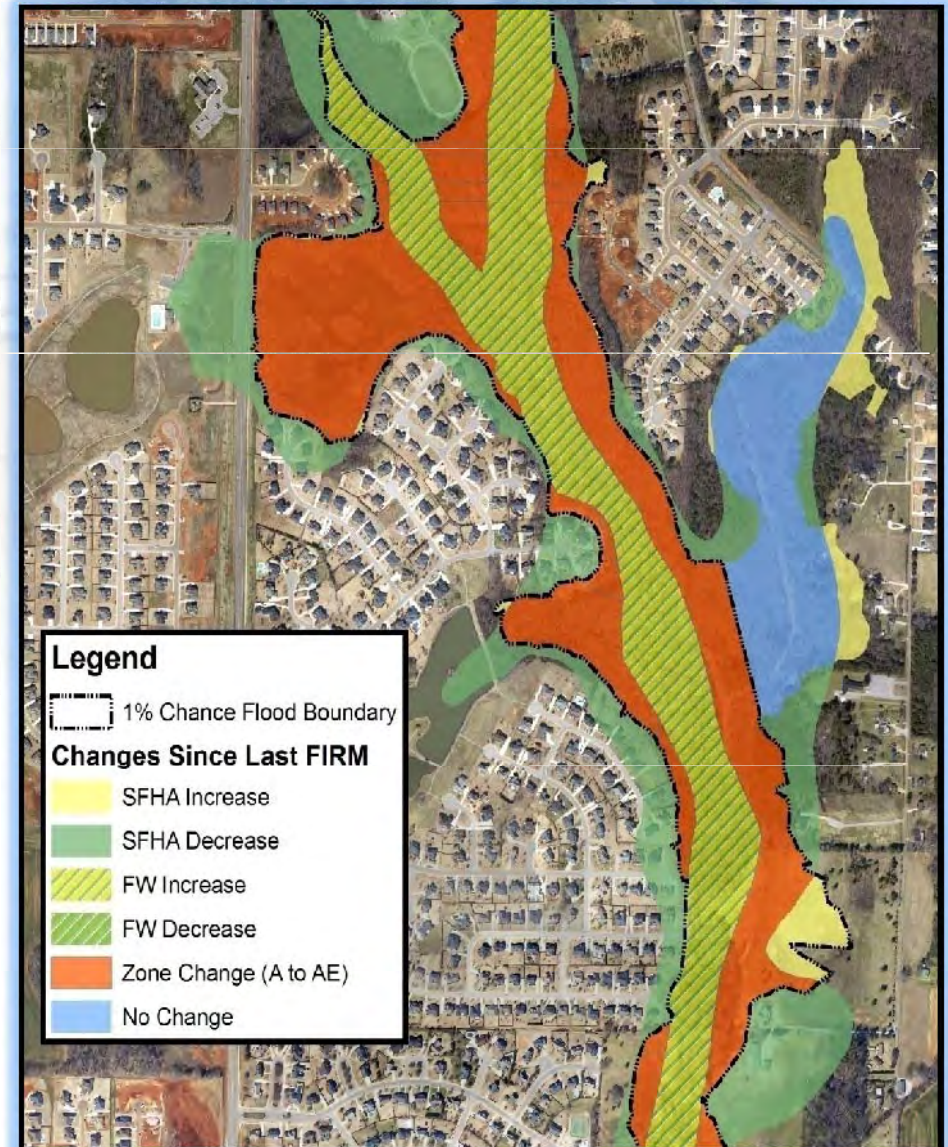 Legend
1% Chance Flood Boundary
Changes Since Last FIRM
SFHA Increase
SFHA Decrease
FW Increase
FW Decrease
Zone Change (A to AE)
No Change